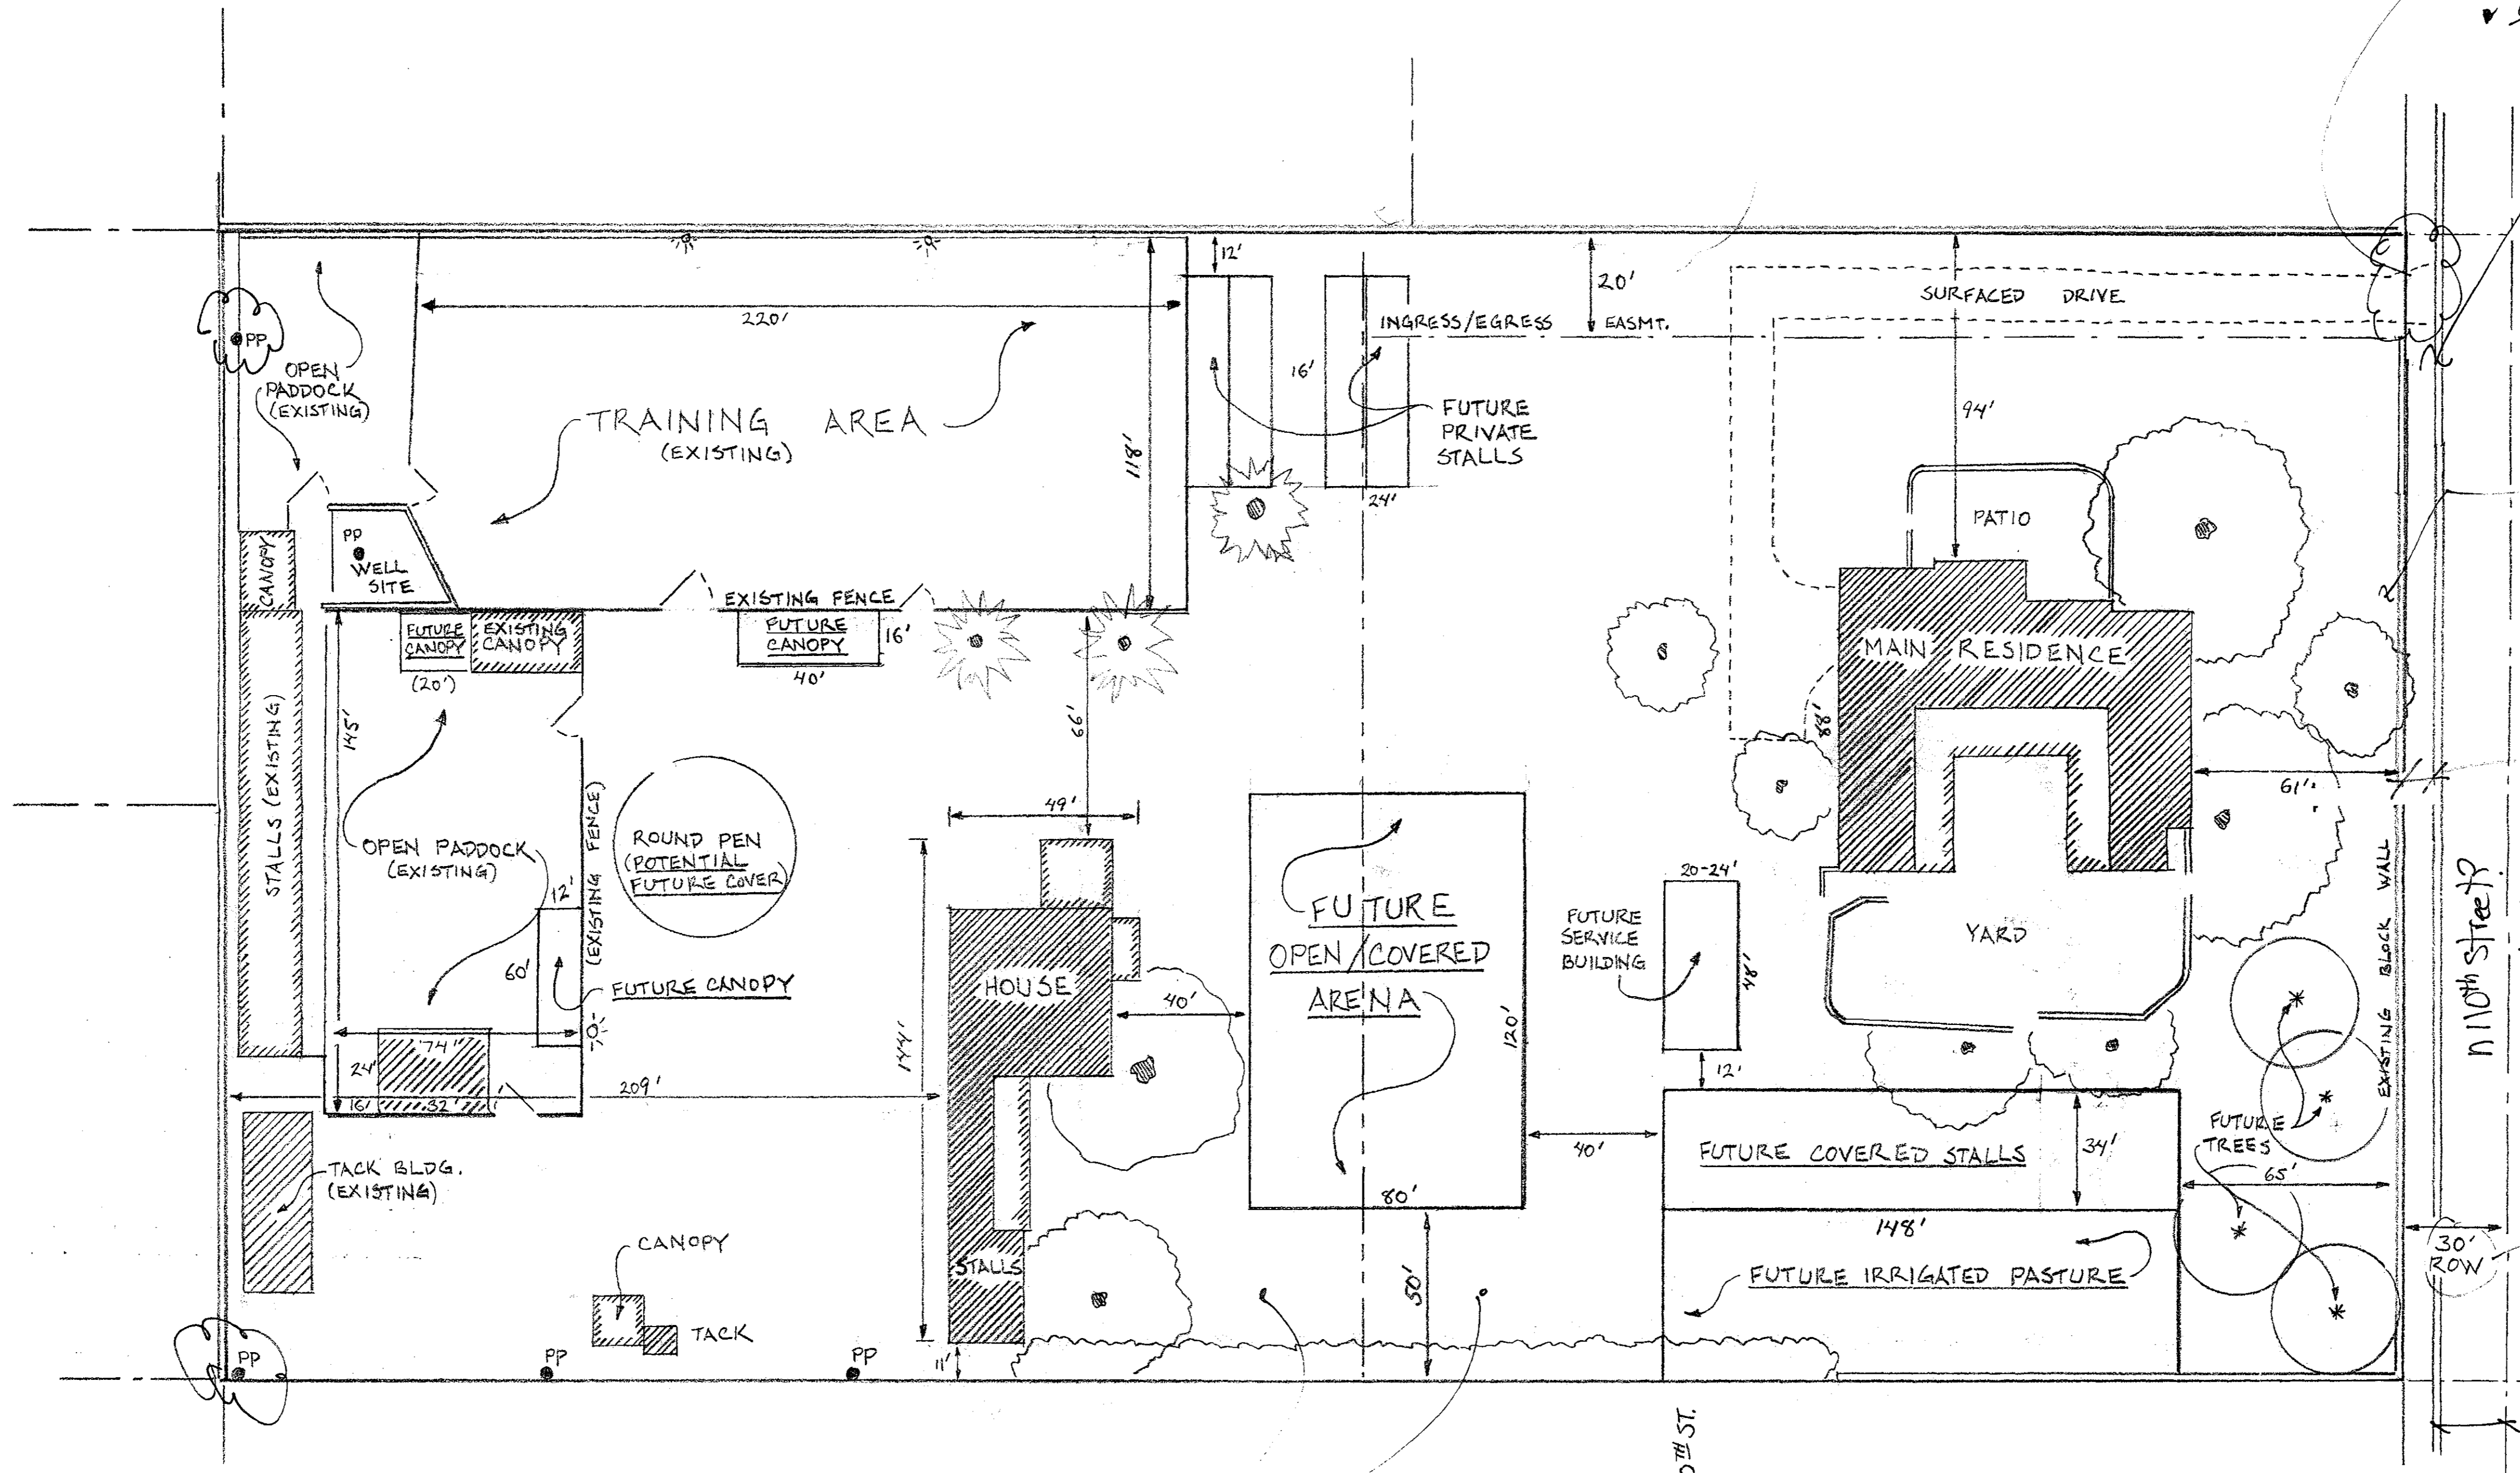 12'
20'
SURFACED DRIVE
220'
INGRESS/EGRESS EASMT.
PP
OPEN
PADDOCK
(EXISTING)
16'
94'
TRAINING AREA
(EXISTING)
118'
FUTURE
PRIVATE
STALLS
24'
PATIO
PP
WELL
SITE
CANOPY
EXISTING FENCE
FUTURE
CANOPY
(20')
EXISTING
CANOPY
FUTURE
CANOPY
16'
40'
MAIN RESIDENCE
88'
66'
145'
STALLS (EXISTING)
61'
49'
OPEN PADDOCK
(EXISTING)
(EXISTING FENCE)
ROUND PEN
(POTENTIAL
FUTURE COVER)
12'
60'
FUTURE CANOPY
HOUSE
144'
40'
FUTURE
OPEN/COVERED
ARENA
120'
80'
20-24'
FUTURE
SERVICE
BUILDING
48'
12'
YARD
EXISTING BLOCK WALL
n 110th Street?
74'
24'
16' 32'
209'
40'
FUTURE COVERED STALLS
34'
148'
FUTURE
TREES
65'
TACK BLDG.
(EXISTING)
CANOPY
TACK
STALLS
50'
FUTURE IRRIGATED PASTURE
30'
ROW
11'
PP
PP
PP
TH ST.